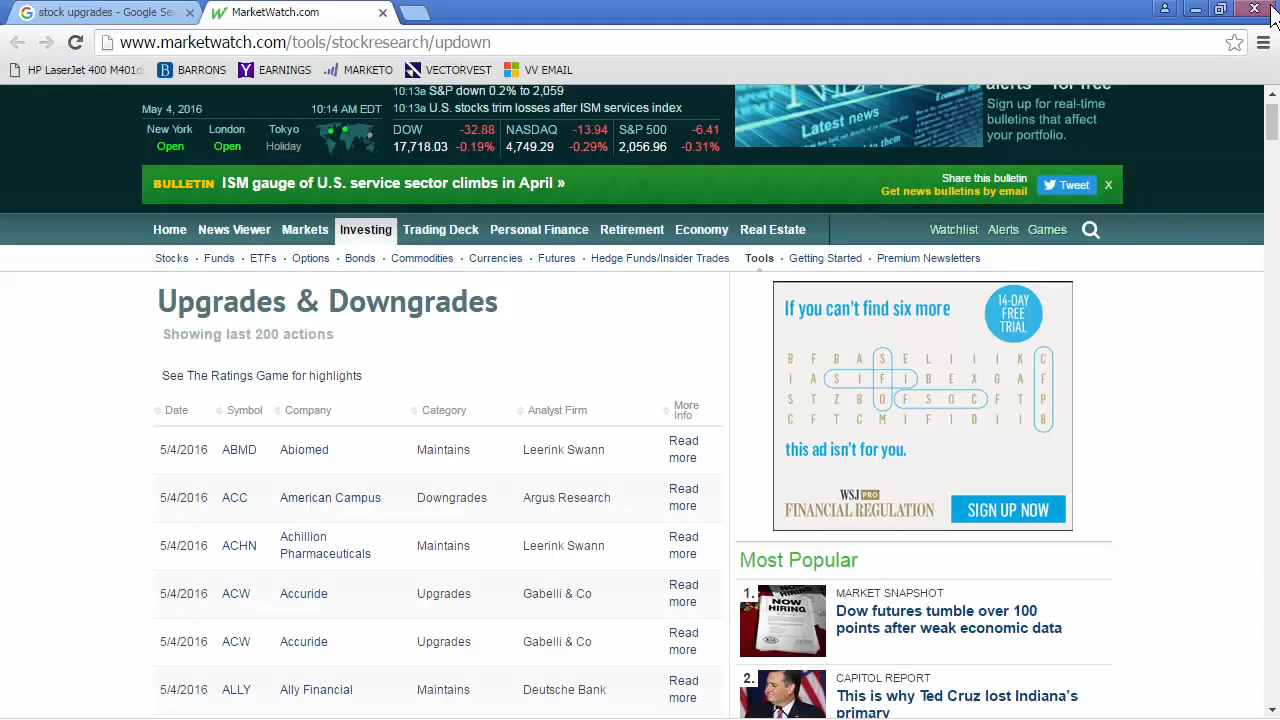 stock upgrades - Google Se
MarketWatch.com
www.marketwatch.com/tools/stockresearch/updown
HP LaserJet 400 M401d
BARRONS
EARNINGS
MARKETO
VECTORVEST
VV EMAIL
10:13a S&P down 0.2% to 2,059
May 4, 2016 10:14 AM EDT
10:13a U.S. stocks trim losses after ISM services index
New York London Tokyo
Open Open Holiday
DOW -32.88 NASDAQ -13.94 S&P 500 -6.41
17,718.03 -0.19% 4,749.29 -0.29% 2,056.96 -0.31%
Latest news
alerts – for free
Sign up for real-time
bulletins that affect
your portfolio.
BULLETIN ISM gauge of U.S. service sector climbs in April »
Share this bulletin
Get news bulletins by email
Tweet
X
Home News Viewer Markets Investing Trading Deck Personal Finance Retirement Economy Real Estate
Watchlist Alerts Games
Stocks · Funds · ETFs · Options · Bonds · Commodities · Currencies · Futures · Hedge Funds/Insider Trades Tools · Getting Started · Premium Newsletters
Upgrades & Downgrades
Showing last 200 actions
See The Ratings Game for highlights
Date Symbol Company Category Analyst Firm More
Info
5/4/2016 ABMD Abiomed Maintains Leerink Swann Read
more
5/4/2016 ACC American Campus Downgrades Argus Research Read
more
5/4/2016 ACHN Achillion
Pharmaceuticals Maintains Leerink Swann Read
more
5/4/2016 ACW Accuride Upgrades Gabelli & Co Read
more
5/4/2016 ACW Accuride Upgrades Gabelli & Co Read
more
5/4/2016 ALLY Ally Financial Maintains Deutsche Bank Read
more
If you can't find six more
14-DAY
FREE
TRIAL
B F B A S E L I I I K C
I A S I F I B E X G A F
S T Z B O F S O C F T P
C F T C M I F I D I I B
this ad isn't for you.
WSJ PRO
FINANCIAL REGULATION
SIGN UP NOW
Most Popular
1.
NOW
HIRING
MARKET SNAPSHOT
Dow futures tumble over 100
points after weak economic data
2.
CAPITOL REPORT
This is why Ted Cruz lost Indiana's
primary